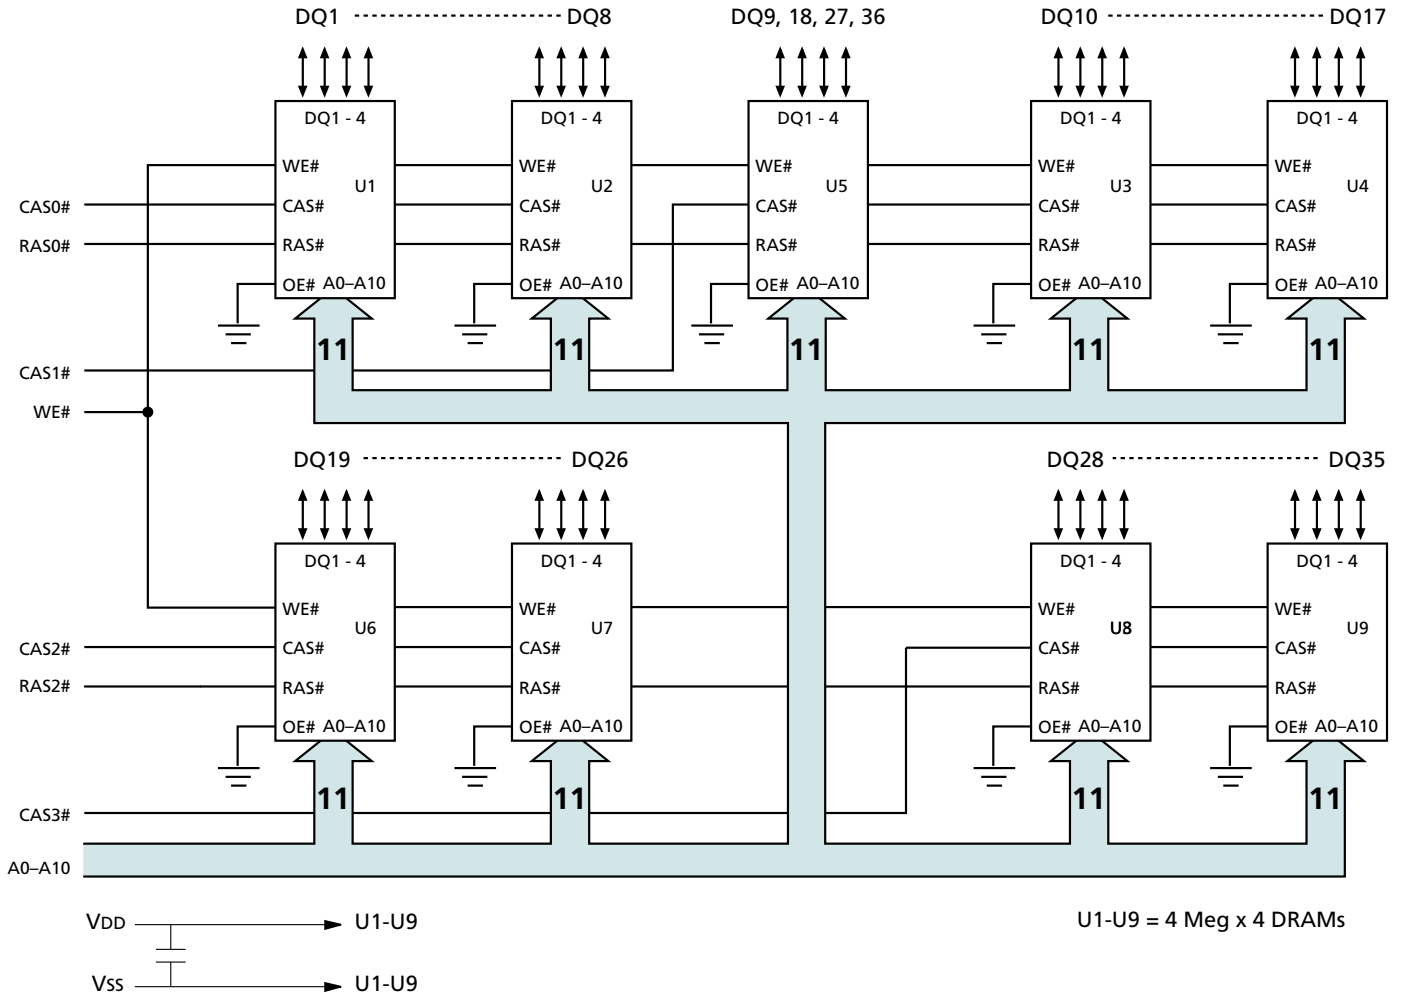 DQ1 DQ8 DQ9, 18, 27, 36 DQ10 DQ17
DQ1 - 4 DQ1 - 4 DQ1 - 4 DQ1 - 4 DQ1 - 4
WE# WE# WE# WE# WE#
U1 U2 U5 U3 U4
CAS0# CAS# CAS# CAS# CAS# CAS#
RAS0# RAS# RAS# RAS# RAS# RAS#
OE# A0–A10 OE# A0–A10 OE# A0–A10 OE# A0–A10 OE# A0–A10
11 11 11 11 11
CAS1#
WE#
DQ19 DQ26 DQ28 DQ35
DQ1 - 4 DQ1 - 4 DQ1 - 4 DQ1 - 4
WE# WE# WE# WE#
U6 U7 U8 U9
CAS2# CAS# CAS# CAS# CAS#
RAS2# RAS# RAS# RAS# RAS#
OE# A0–A10 OE# A0–A10 OE# A0–A10 OE# A0–A10
11 11 11 11
CAS3#
A0–A10
VDD U1-U9 U1-U9 = 4 Meg x 4 DRAMs
VSS U1-U9